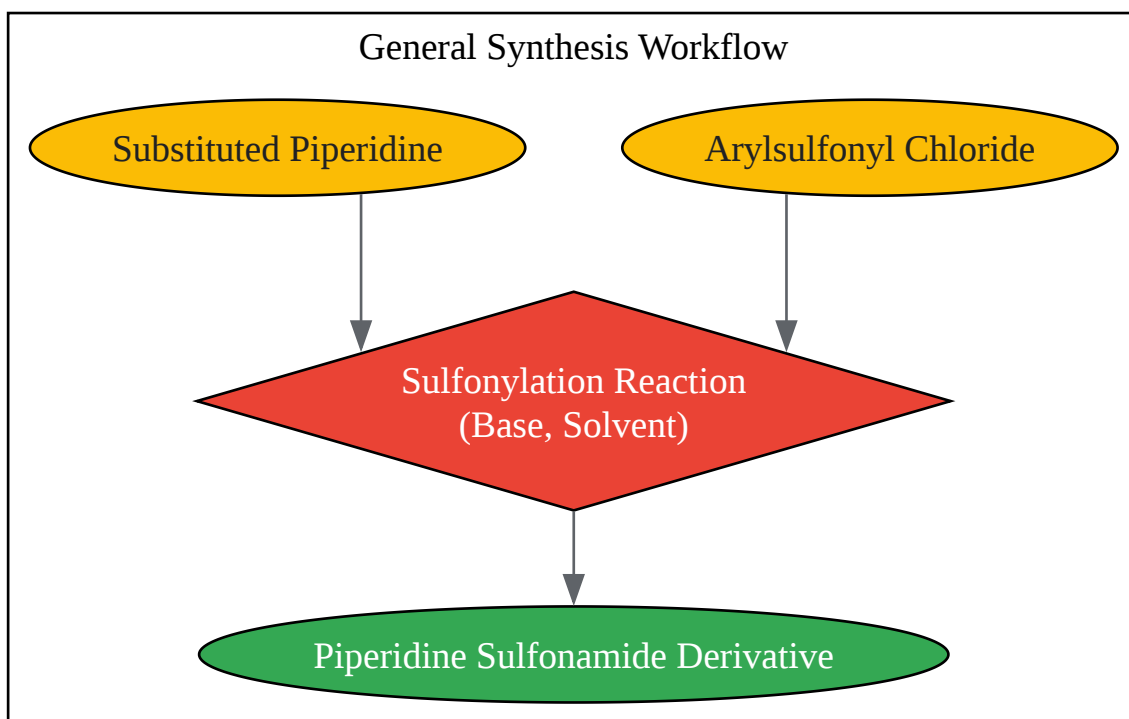 General Synthesis Workflow
Substituted Piperidine
Arylsulfonyl Chloride
Sulfonylation Reaction
(Base, Solvent)
Piperidine Sulfonamide Derivative